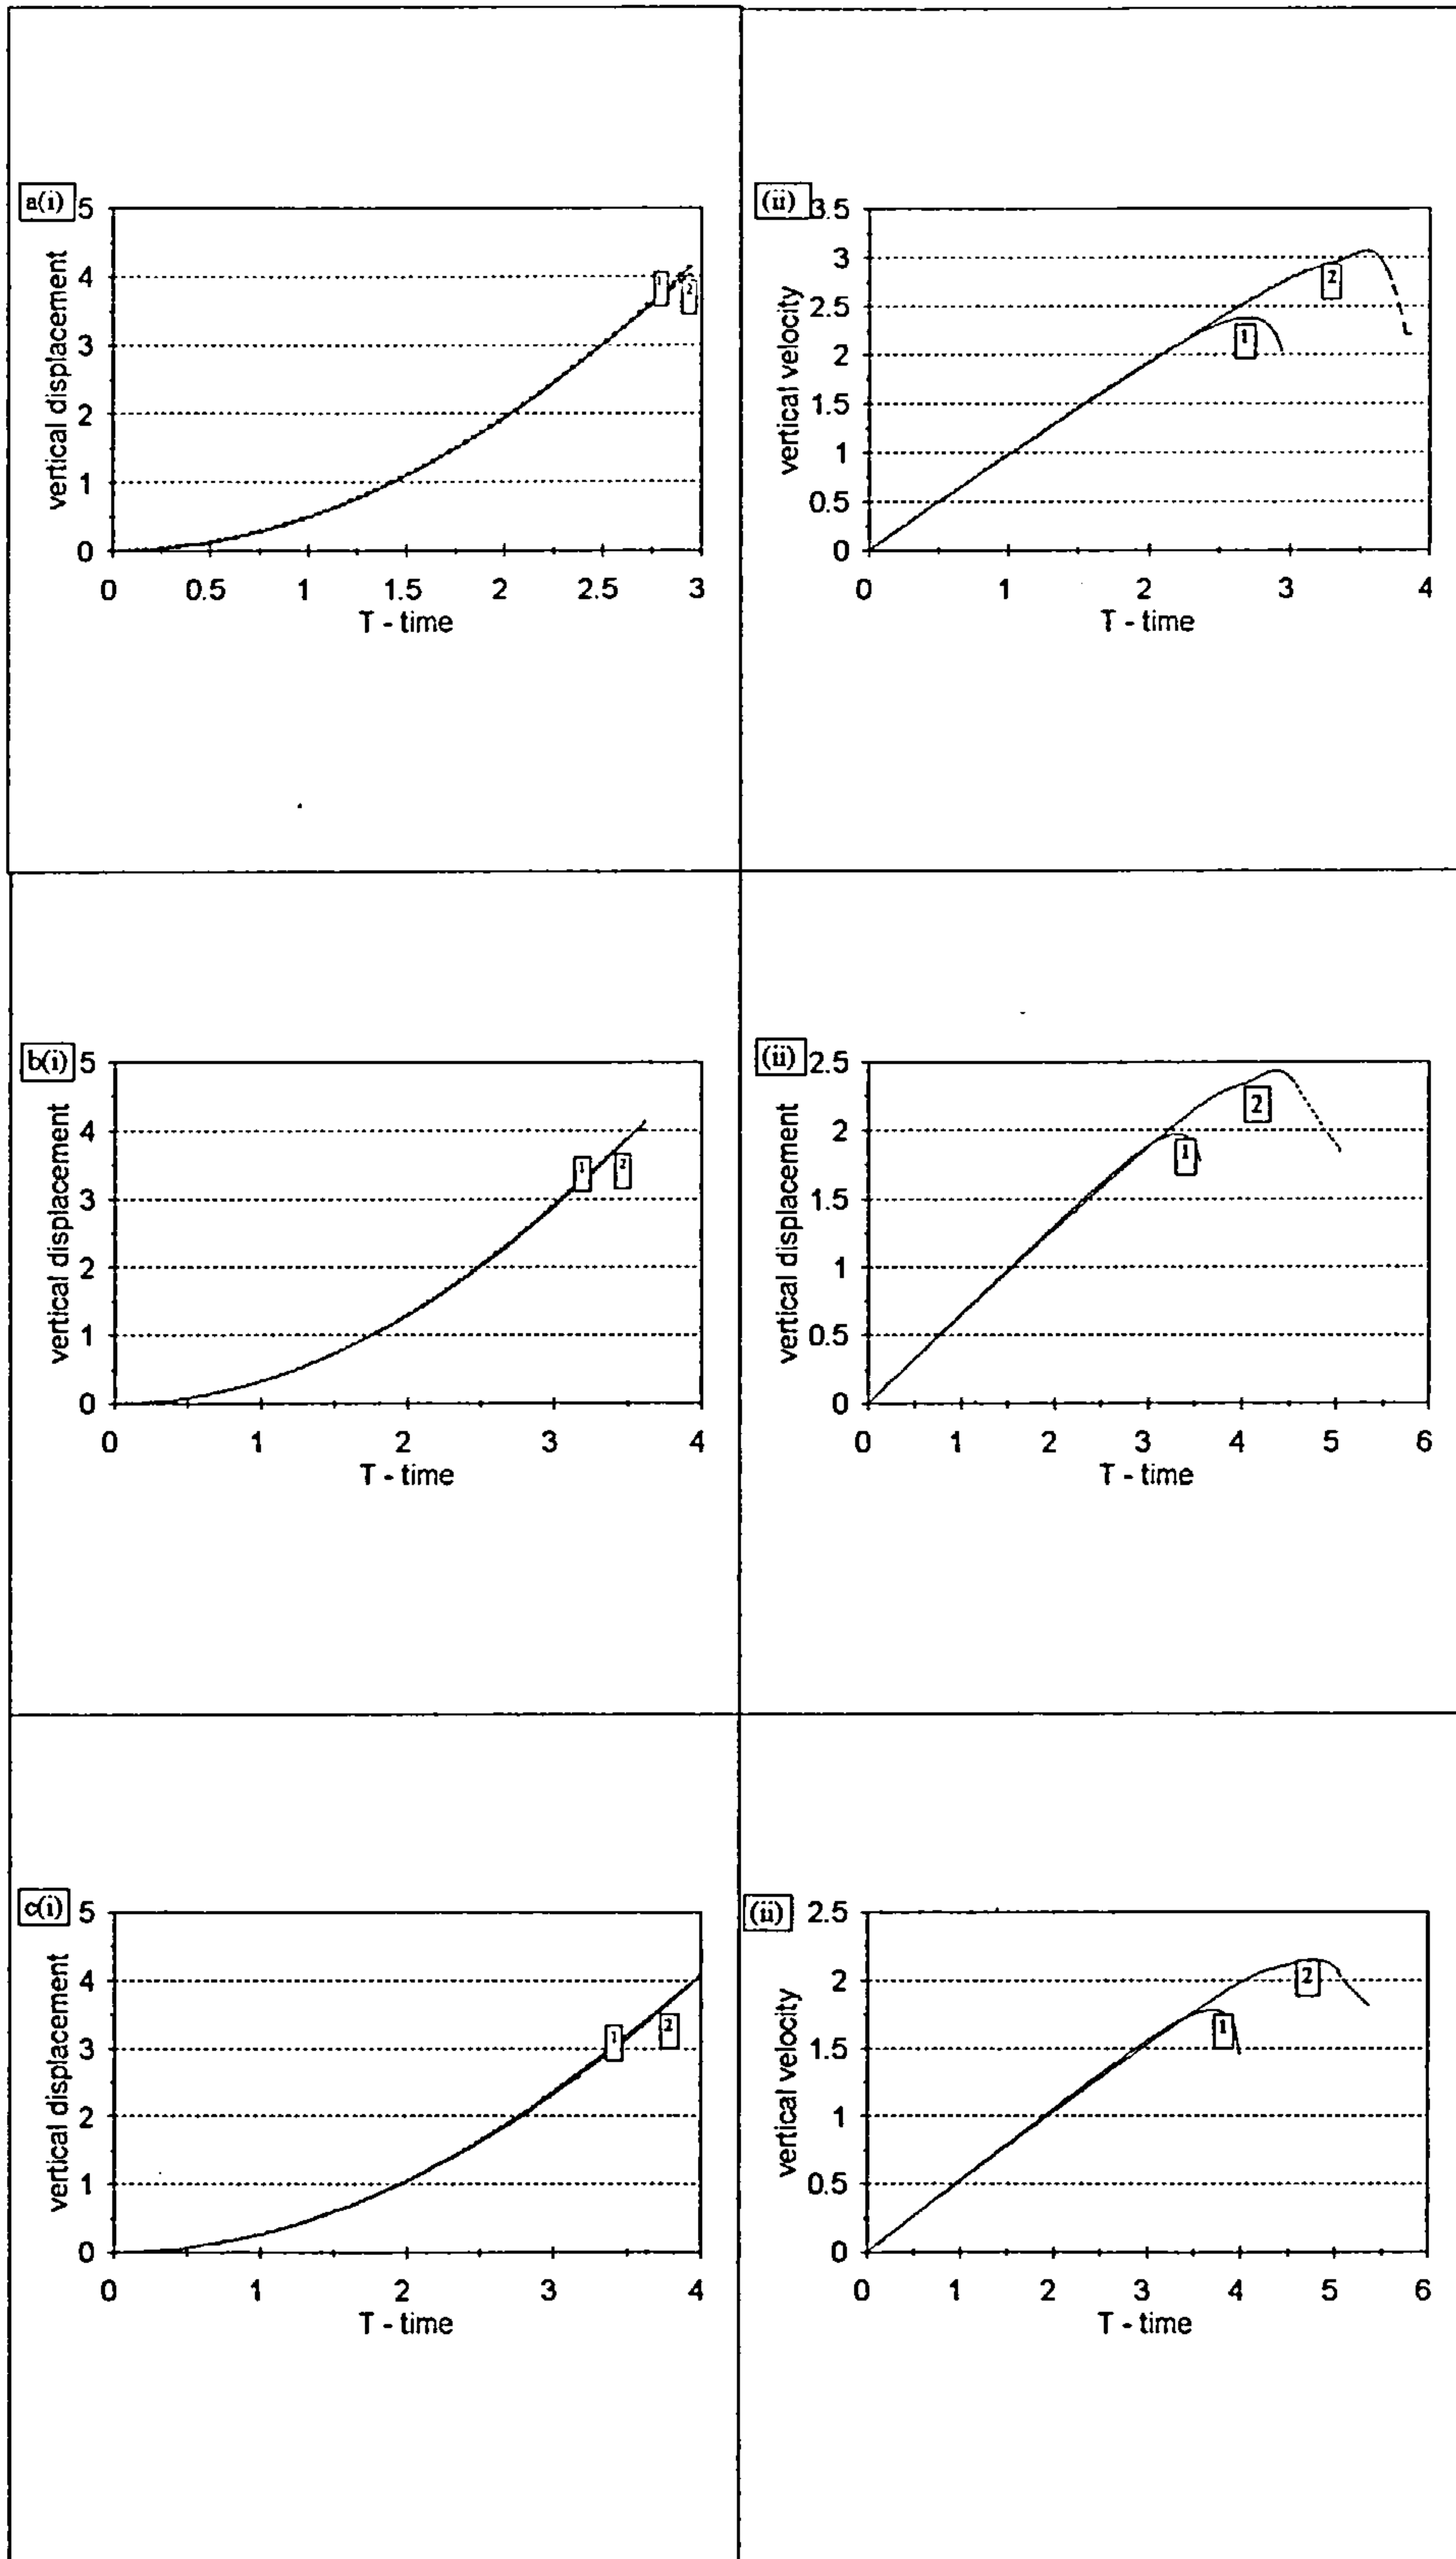 a(i)
5
4
3
2
1
0
vertical displacement
1
2
0 0.5 1 1.5 2 2.5 3
T - time
(ii)
3.5
3
2.5
2
1.5
1
0.5
0
vertical velocity
1
2
0 1 2 3 4
T - time
b(i)
5
4
3
2
1
0
vertical displacement
1
2
0 1 2 3 4
T - time
(ii)
2.5
2
1.5
1
0.5
0
vertical displacement
1
2
0 1 2 3 4 5 6
T - time
c(i)
5
4
3
2
1
0
vertical displacement
1
2
0 1 2 3 4
T - time
(ii)
2.5
2
1.5
1
0.5
0
vertical velocity
1
2
0 1 2 3 4 5 6
T - time